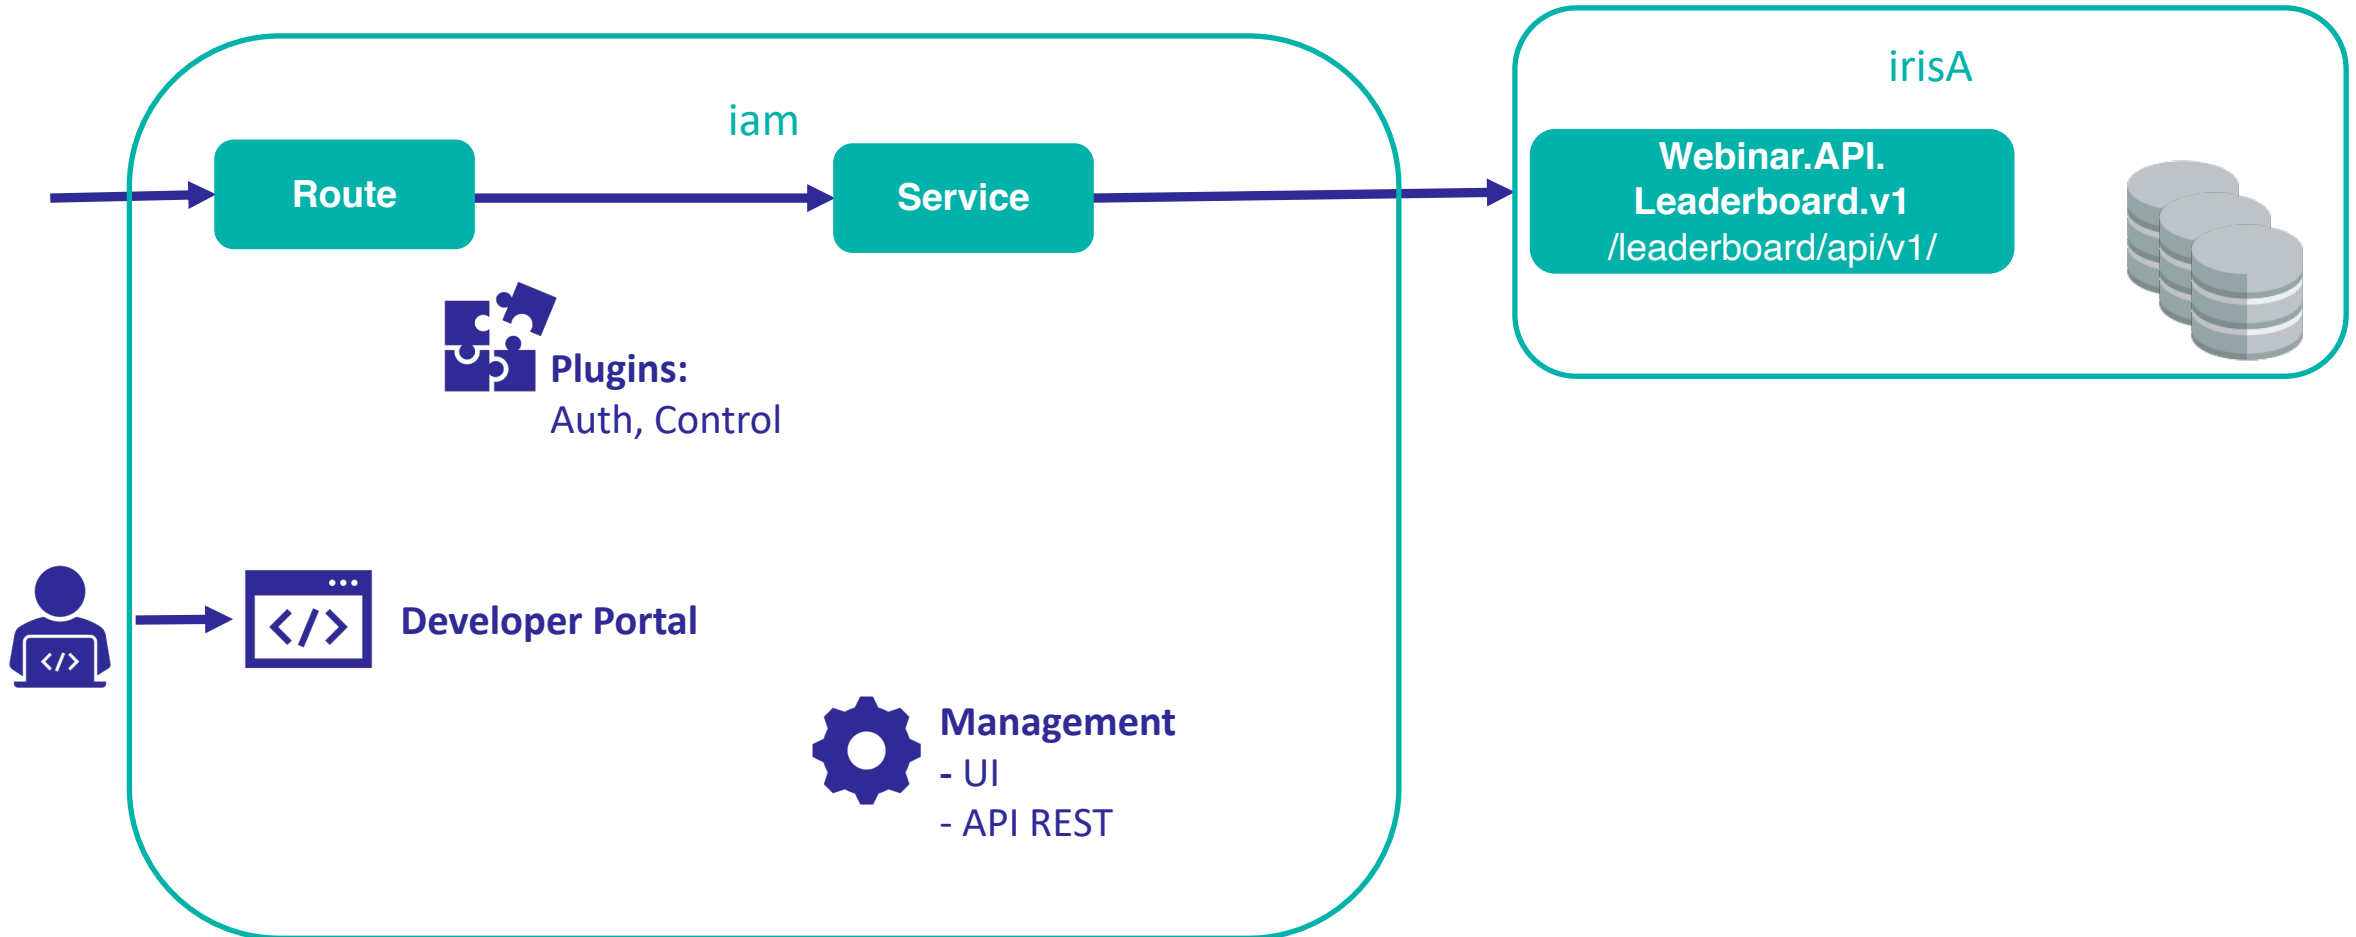 iam
Route
Service
Plugins:
Auth, Control
</>
Developer Portal
</>
Management
- UI
- API REST
irisA
Webinar.API.
Leaderboard.v1
/leaderboard/api/v1/